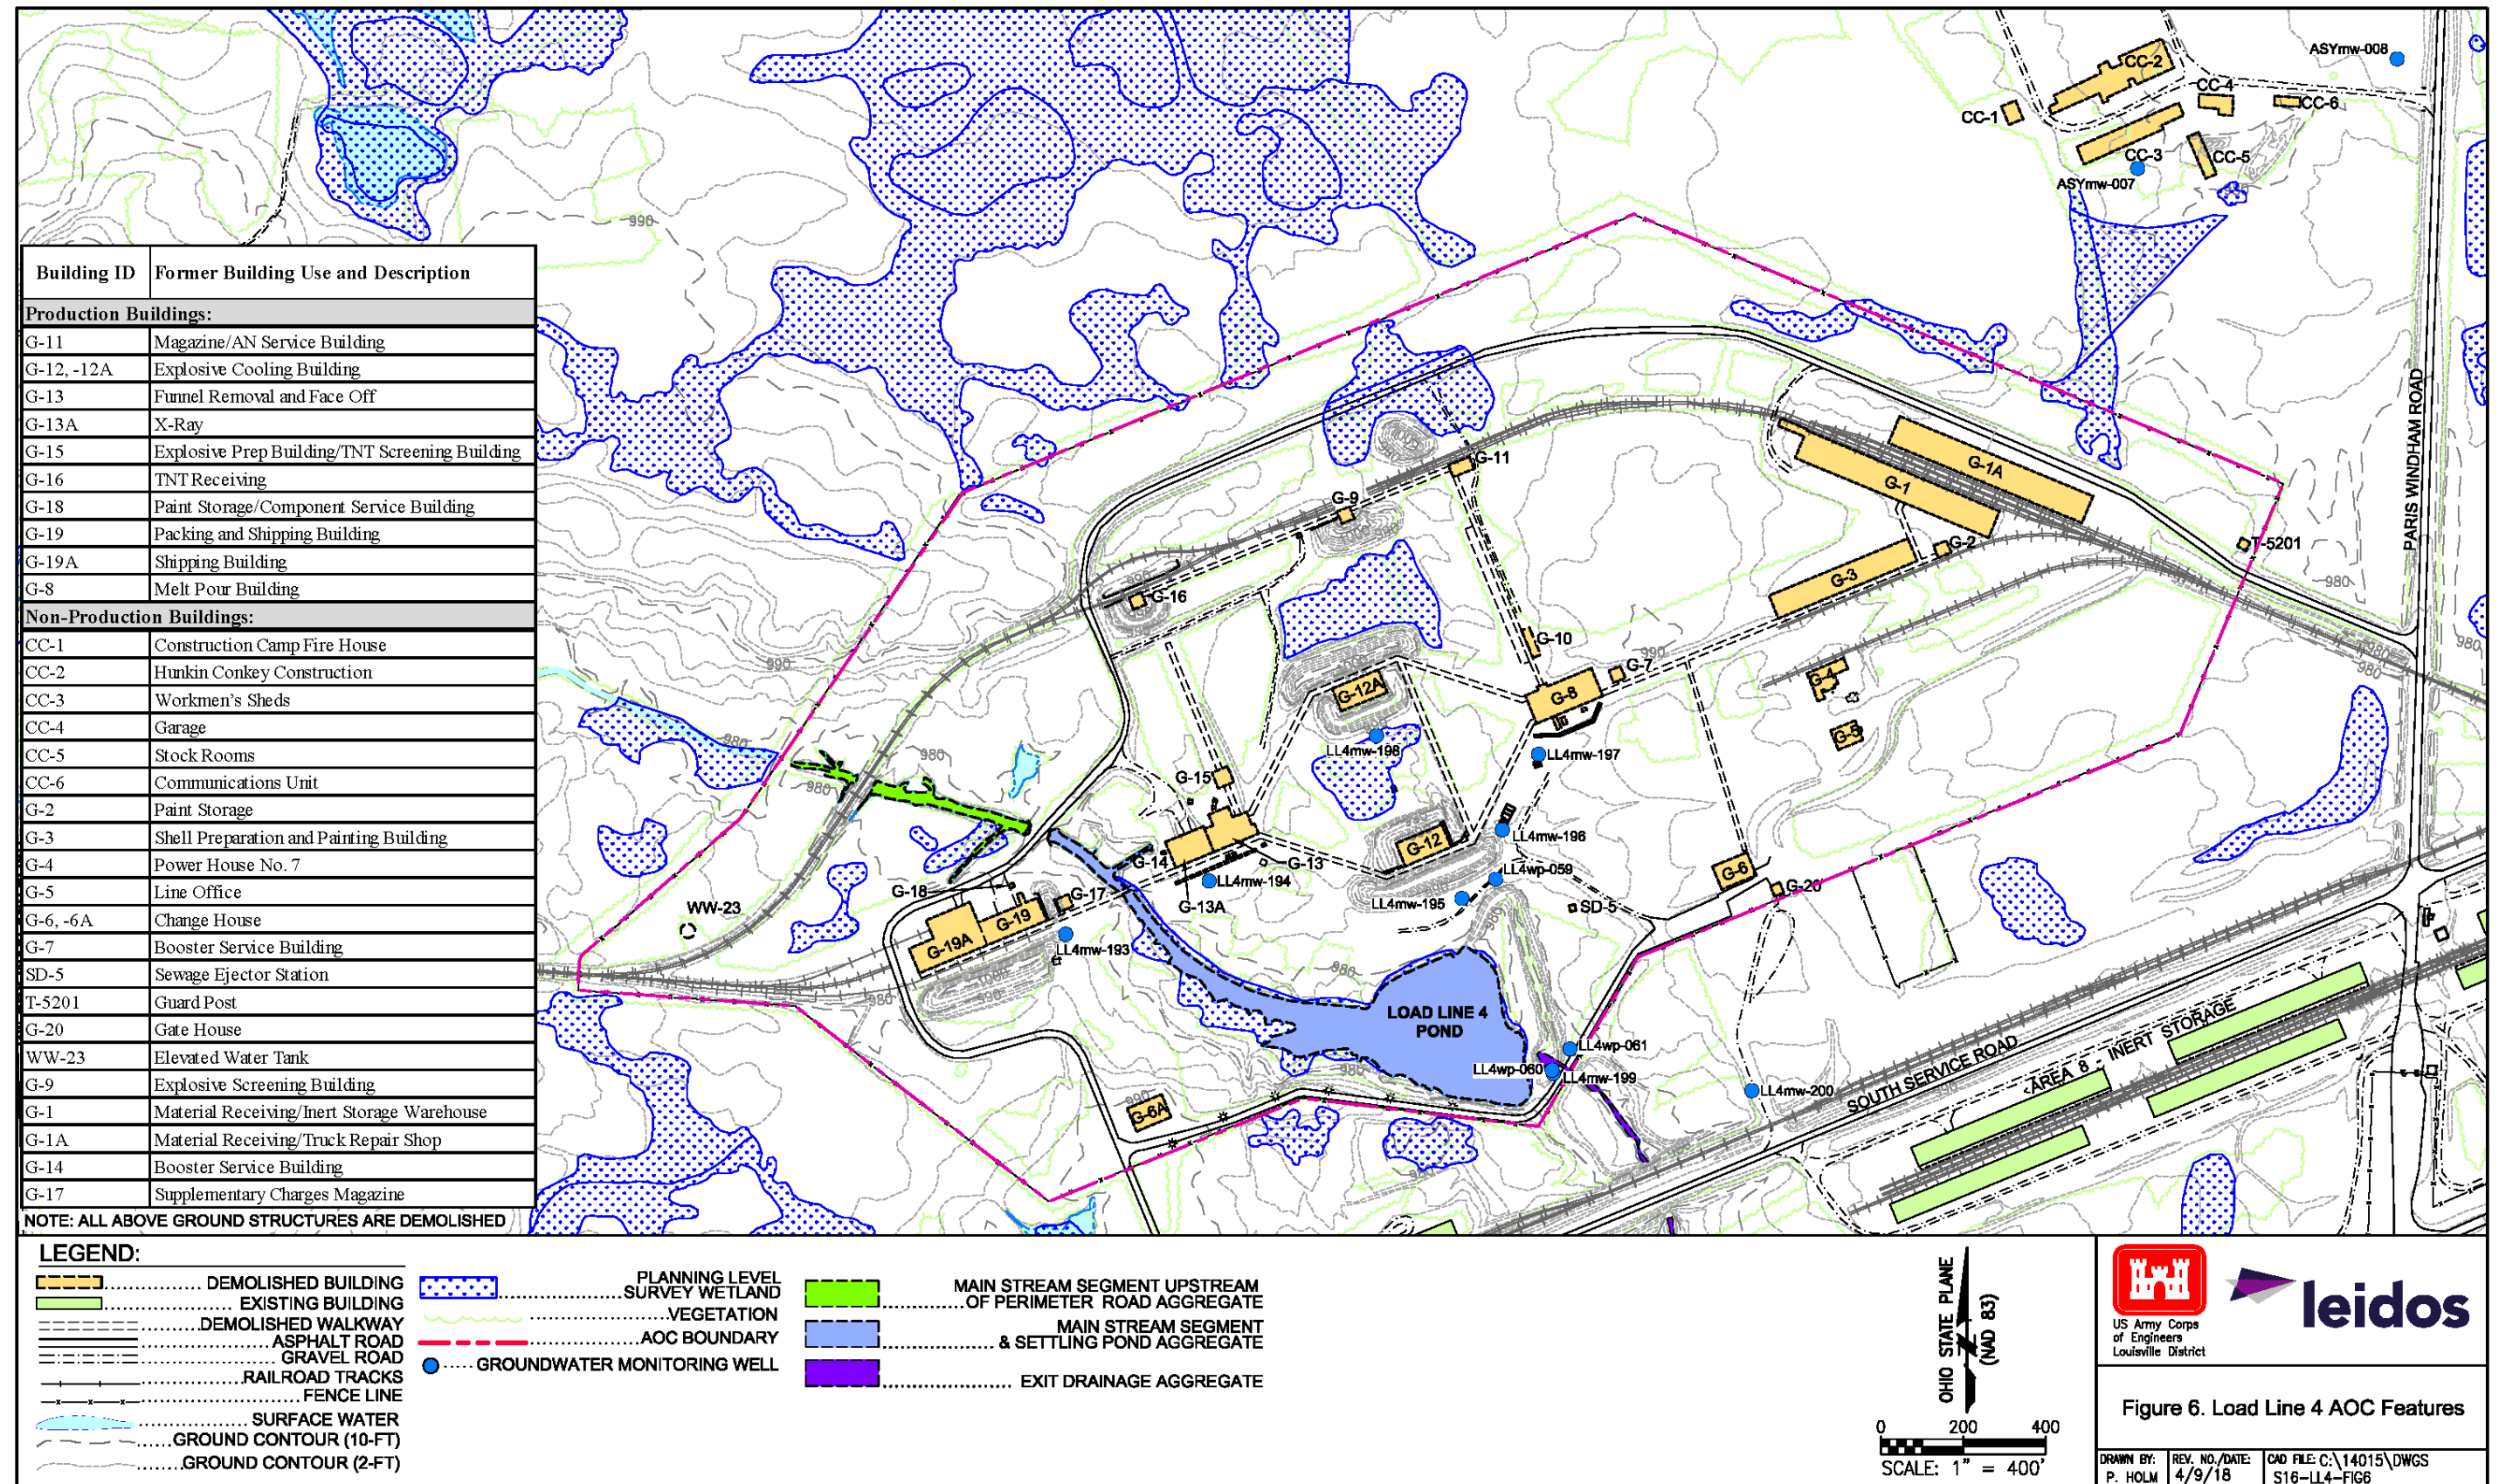 Building ID Former Building Use and Description
Production Buildings:
G-11 Magazine/AN Service Building
G-12, -12A Explosive Cooling Building
G-13 Funnel Removal and Face Off
G-13A X-Ray
G-15 Explosive Prep Building/TNT Screening Building
G-16 TNT Receiving
G-18 Paint Storage/Component Service Building
G-19 Packing and Shipping Building
G-19A Shipping Building
G-8 Melt Pour Building
Non-Production Buildings:
CC-1 Construction Camp Fire House
CC-2 Hunkin Conkey Construction
CC-3 Workmen's Sheds
CC-4 Garage
CC-5 Stock Rooms
CC-6 Communications Unit
G-2 Paint Storage
G-3 Shell Preparation and Painting Building
G-4 Power House No. 7
G-5 Line Office
G-6, -6A Change House
G-7 Booster Service Building
SD-5 Sewage Ejector Station
T-5201 Guard Post
G-20 Gate House
WW-23 Elevated Water Tank
G-9 Explosive Screening Building
G-1 Material Receiving/Inert Storage Warehouse
G-1A Material Receiving/Truck Repair Shop
G-14 Booster Service Building
G-17 Supplementary Charges Magazine
NOTE: ALL ABOVE GROUND STRUCTURES ARE DEMOLISHED
ASYmw-008
CC-2
CC-4
CC-6
CC-1
CC-3
CC-5
ASYmw-007
990
PARIS WINDHAM ROAD
G-11
G-1A
G-1
G-9
1000
G-2
T-5201
G-3
990
G-16
980
G-10
990
G-7
980
980
990
G-12A
G-8
G-4
G-5
980
LL4mw-198
LL4mw-197
980
980
G-15
LL4mw-196
G-12
G-14
G-13
LL4mw-194
LL4wp-059
G-6
G-20
G-18
G-17
G-13A
LL4mw-195
SD-5
WW-23
G-19
G-19A
LL4mw-193
980
1000
990
980
980
LOAD LINE 4
POND
LL4wp-061
LL4wp-060
LL4mw-199
LL4mw-200
980
990
G-6A
SOUTH SERVICE ROAD
AREA 8 - INERT STORAGE
980
LEGEND:
DEMOLISHED BUILDING
EXISTING BUILDING
DEMOLISHED WALKWAY
ASPHALT ROAD
GRAVEL ROAD
RAILROAD TRACKS
FENCE LINE
SURFACE WATER
GROUND CONTOUR (10-FT)
GROUND CONTOUR (2-FT)
PLANNING LEVEL
SURVEY WETLAND
VEGETATION
AOC BOUNDARY
GROUNDWATER MONITORING WELL
MAIN STREAM SEGMENT UPSTREAM
OF PERIMETER ROAD AGGREGATE
MAIN STREAM SEGMENT
& SETTLING POND AGGREGATE
EXIT DRAINAGE AGGREGATE
OHIO STATE PLANE
(NAD 83)
0 200 400
SCALE: 1" = 400'
US Army Corps
of Engineers
Louisville District
leidos
Figure 6. Load Line 4 AOC Features
DRAWN BY:
P. HOLM
REV. NO./DATE:
4/9/18
CAD FILE: C:\14015\DWGS
S16-LL4-FIG6